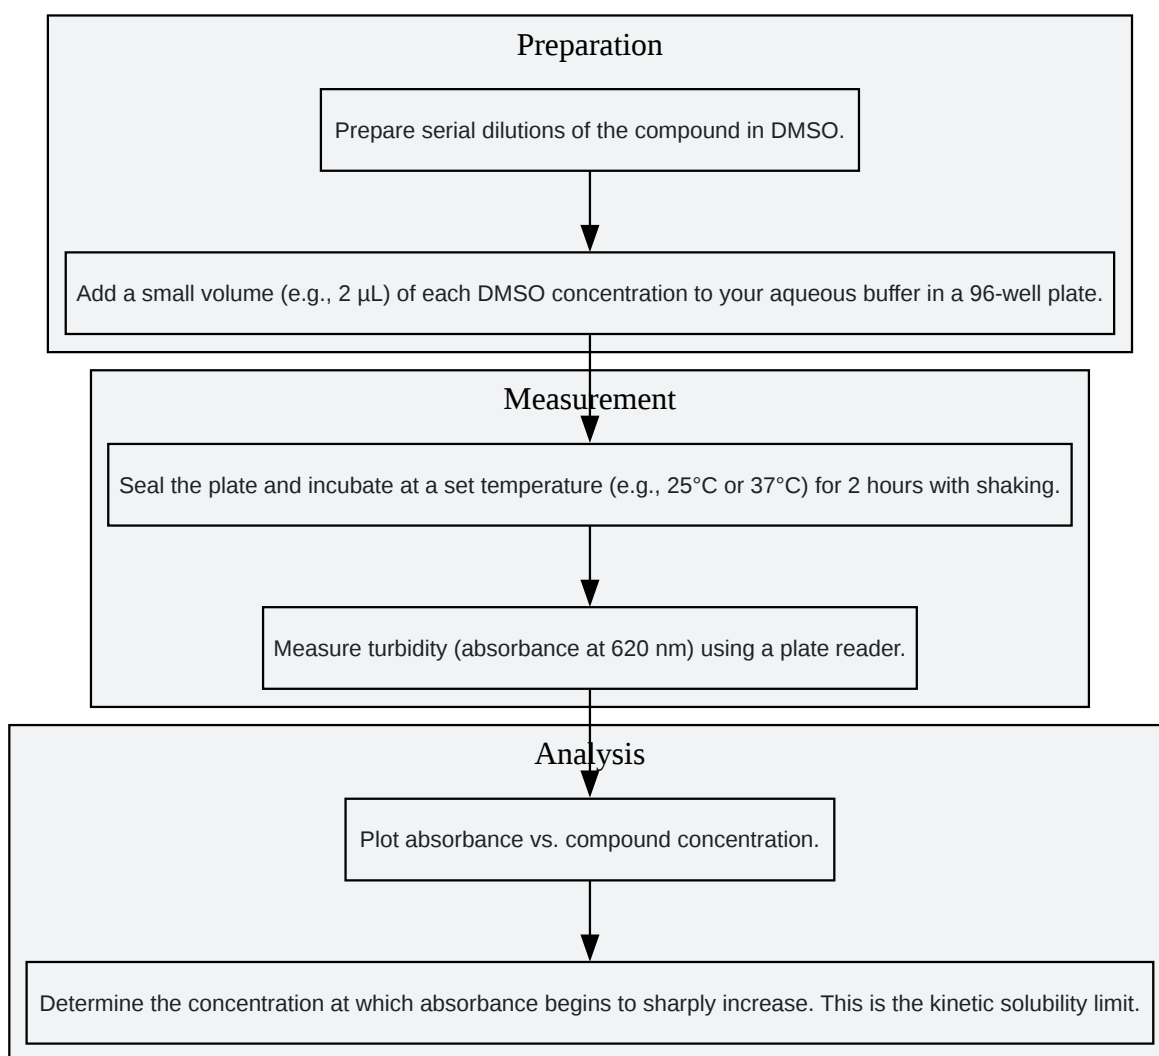 Preparation
Prepare serial dilutions of the compound in DMSO.
Add a small volume (e.g., 2 µL) of each DMSO concentration to your aqueous buffer in a 96-well plate.
Measurement
Seal the plate and incubate at a set temperature (e.g., 25°C or 37°C) for 2 hours with shaking.
Measure turbidity (absorbance at 620 nm) using a plate reader.
Analysis
Plot absorbance vs. compound concentration.
Determine the concentration at which absorbance begins to sharply increase. This is the kinetic solubility limit.